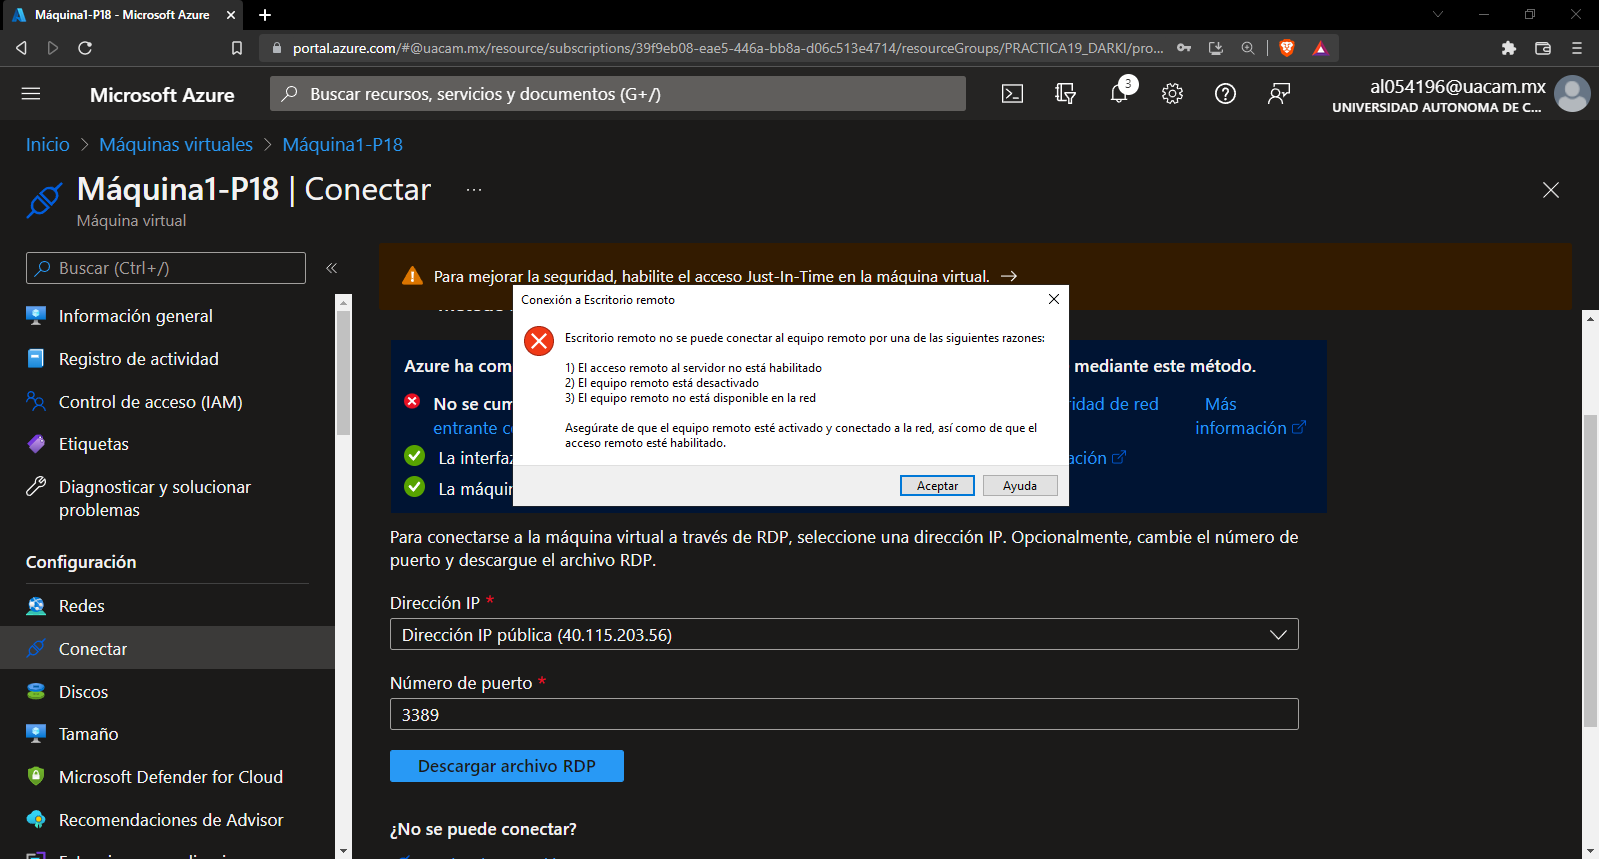 Máquina1-P18 - Microsoft Azure
portal.azure.com/#@uacam.mx/resource/subscriptions/39f9eb08-eae5-446a-bb8a-d06c513e4714/resourceGroups/PRACTICA19_DARKI/pro...
Microsoft Azure
Buscar recursos, servicios y documentos (G+/)
3
al054196@uacam.mx
UNIVERSIDAD AUTONOMA DE C...
Inicio > Máquinas virtuales > Máquina1-P18
Máquina1-P18 | Conectar ...
Máquina virtual
Buscar (Ctrl+/)
«
Información general
Registro de actividad
Control de acceso (IAM)
Etiquetas
Diagnosticar y solucionar
problemas
Configuración
Redes
Conectar
Discos
Tamaño
Microsoft Defender for Cloud
Recomendaciones de Advisor
Para mejorar la seguridad, habilite el acceso Just-In-Time en la máquina virtual. →
Conexión a Escritorio remoto
Escritorio remoto no se puede conectar al equipo remoto por una de las siguientes razones:
1) El acceso remoto al servidor no está habilitado
2) El equipo remoto está desactivado
3) El equipo remoto no está disponible en la red
Asegúrate de que el equipo remoto esté activado y conectado a la red, así como de que el
acceso remoto esté habilitado.
Aceptar
Ayuda
Azure ha com
mediante este método.
No se cum
ridad de red
Más
entrante c
información
La interfaz
ación
La máquin
Para conectarse a la máquina virtual a través de RDP, seleccione una dirección IP. Opcionalmente, cambie el número de
puerto y descargue el archivo RDP.
Dirección IP *
Dirección IP pública (40.115.203.56)
Número de puerto *
3389
Descargar archivo RDP
¿No se puede conectar?